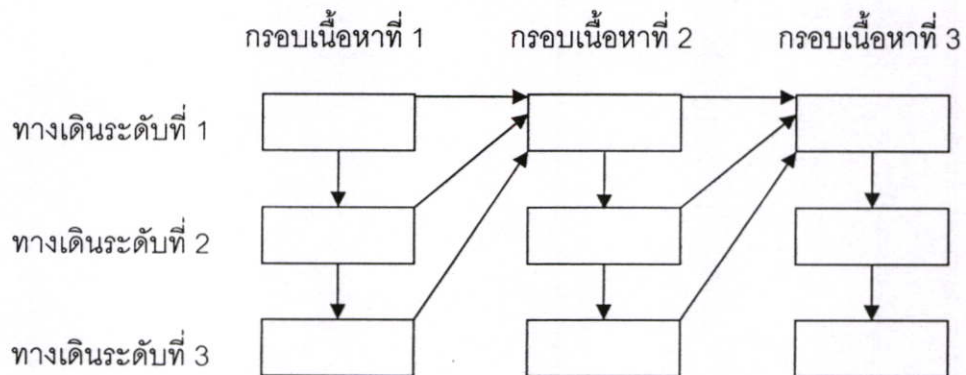 กรอบเนื้อหาที่ 1 กรอบเนื้อหาที่ 2 กรอบเนื้อหาที่ 3
ทางเดินระดับที่ 1
ทางเดินระดับที่ 2
ทางเดินระดับที่ 3